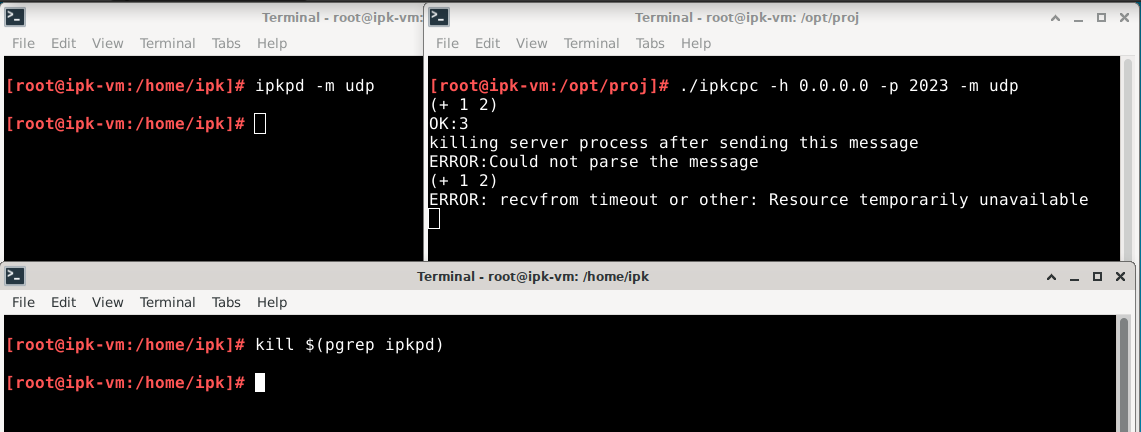 Terminal - root@ipk-vm:
File Edit View Terminal Tabs Help
[root@ipk-vm:/home/ipk]# ipkpd -m udp
[root@ipk-vm:/home/ipk]#
Terminal - root@ipk-vm: /opt/proj
File Edit View Terminal Tabs Help
[root@ipk-vm:/opt/proj]# ./ipkcpc -h 0.0.0.0 -p 2023 -m udp
(+ 1 2)
OK:3
killing server process after sending this message
ERROR:Could not parse the message
(+ 1 2)
ERROR: recvfrom timeout or other: Resource temporarily unavailable
Terminal - root@ipk-vm: /home/ipk
File Edit View Terminal Tabs Help
[root@ipk-vm:/home/ipk]# kill $(pgrep ipkpd)
[root@ipk-vm:/home/ipk]#